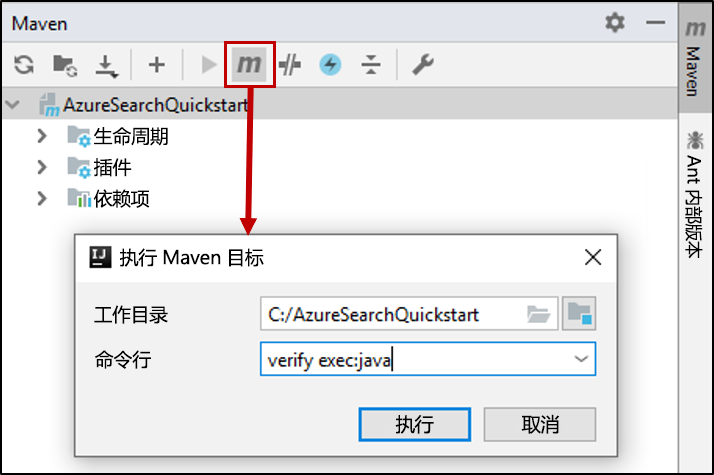 Maven
m
AzureSearchQuickstart
生命周期
插件
依赖项
执行 Maven 目标
工作目录
C:/AzureSearchQuickstart
命令行
verify exec:java
执行
取消
m
Maven
Ant 内部版本